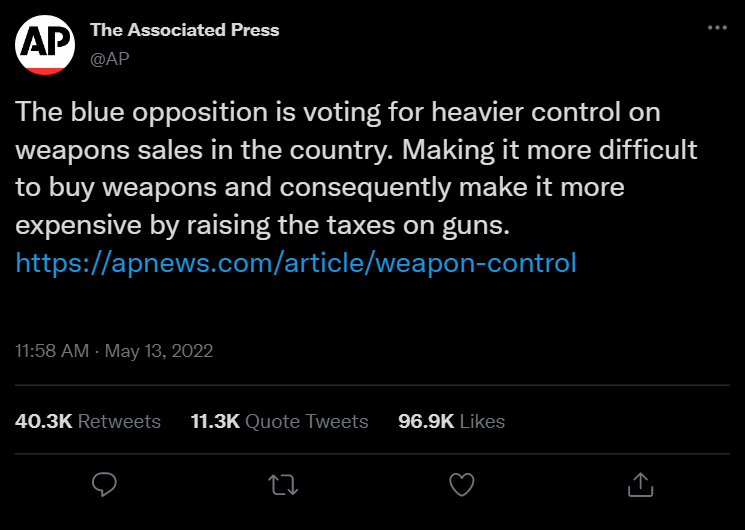 AP
The Associated Press
@AP
The blue opposition is voting for heavier control on
weapons sales in the country. Making it more difficult
to buy weapons and consequently make it more
expensive by raising the taxes on guns.
https://apnews.com/article/weapon-control
11:58 AM · May 13, 2022
40.3K Retweets 11.3K Quote Tweets 96.9K Likes